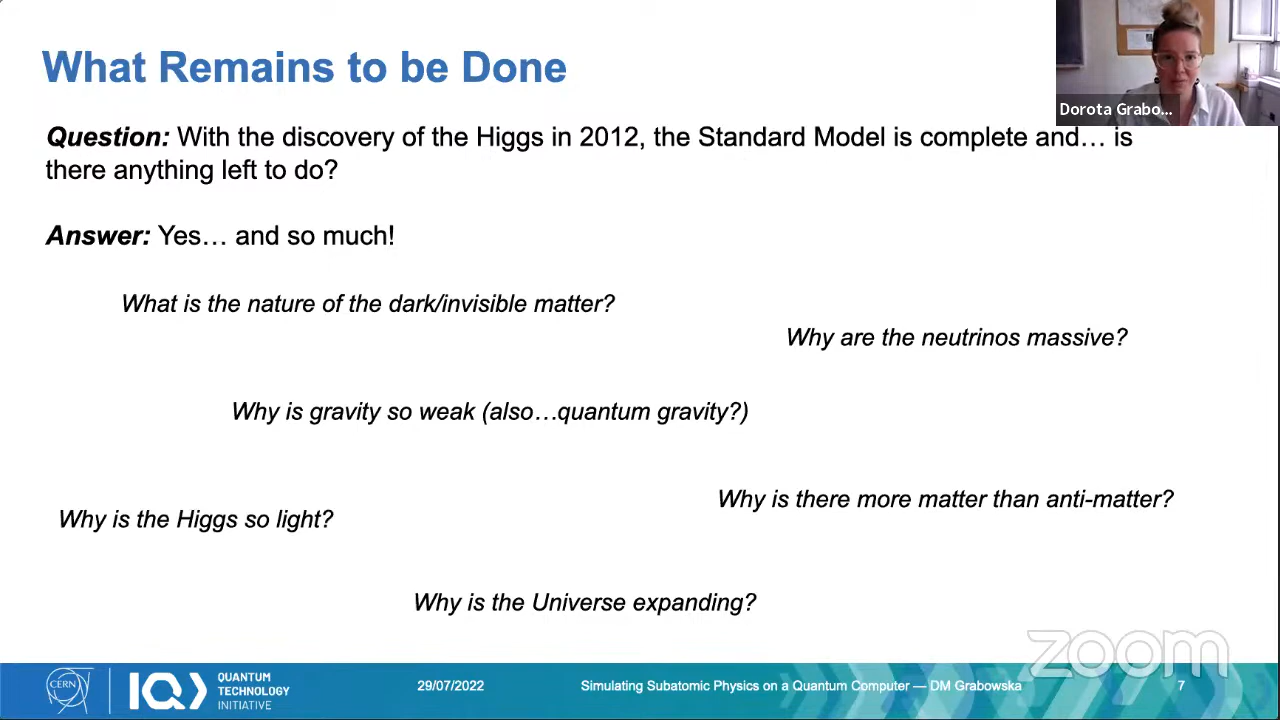 What Remains to be Done
Dorota Grabo...
Question: With the discovery of the Higgs in 2012, the Standard Model is complete and… is
there anything left to do?
Answer: Yes… and so much!
What is the nature of the dark/invisible matter?
Why are the neutrinos massive?
Why is gravity so weak (also…quantum gravity?)
Why is there more matter than anti-matter?
Why is the Higgs so light?
Why is the Universe expanding?
zoom
CERN
QUANTUM
TECHNOLOGY
INITIATIVE
29/07/2022
Simulating Subatomic Physics on a Quantum Computer — DM Grabowska
7